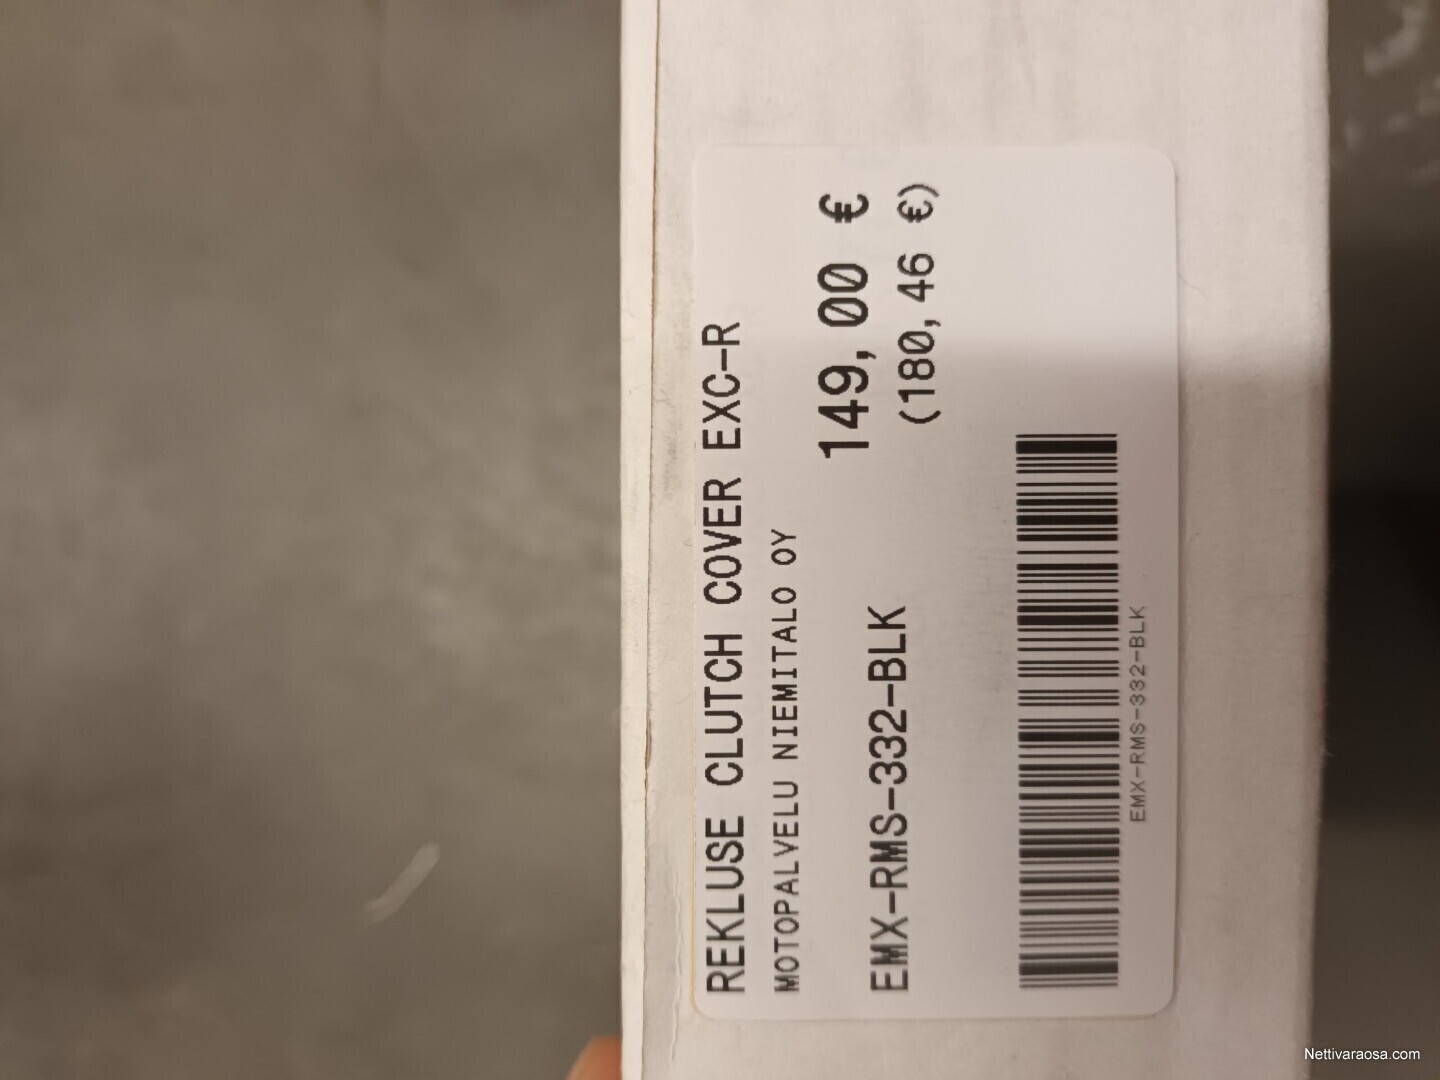 REKLUSE CLUTCH COVER EXC-R
MOTOPALVELU NIEMITALO OY
149,00 €
EMX-RMS-332-BLK
(180,46 €)
EMX-RMS-332-BLK
Nettivaraosa.com